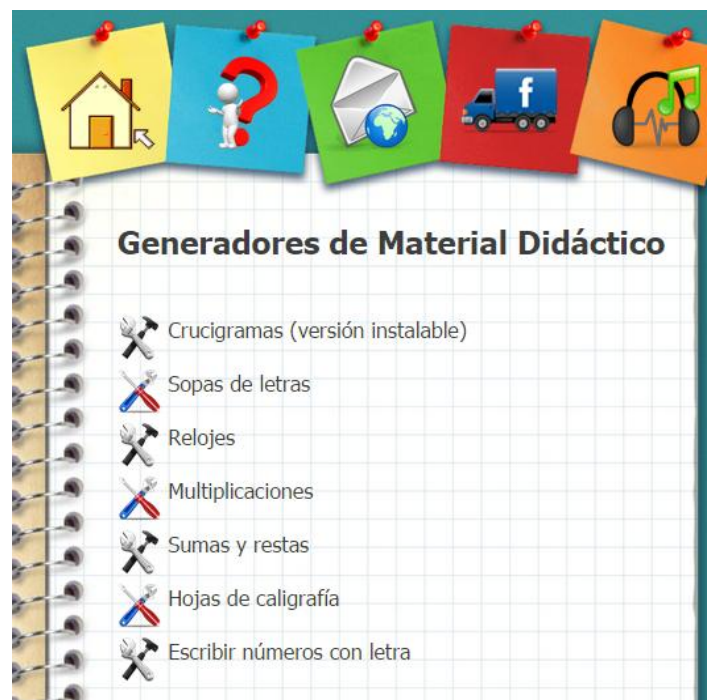 f
Generadores de Material Didáctico
Crucigramas (versión instalable)
Sopas de letras
Relojes
Multiplicaciones
Sumas y restas
Hojas de caligrafía
Escribir números con letra